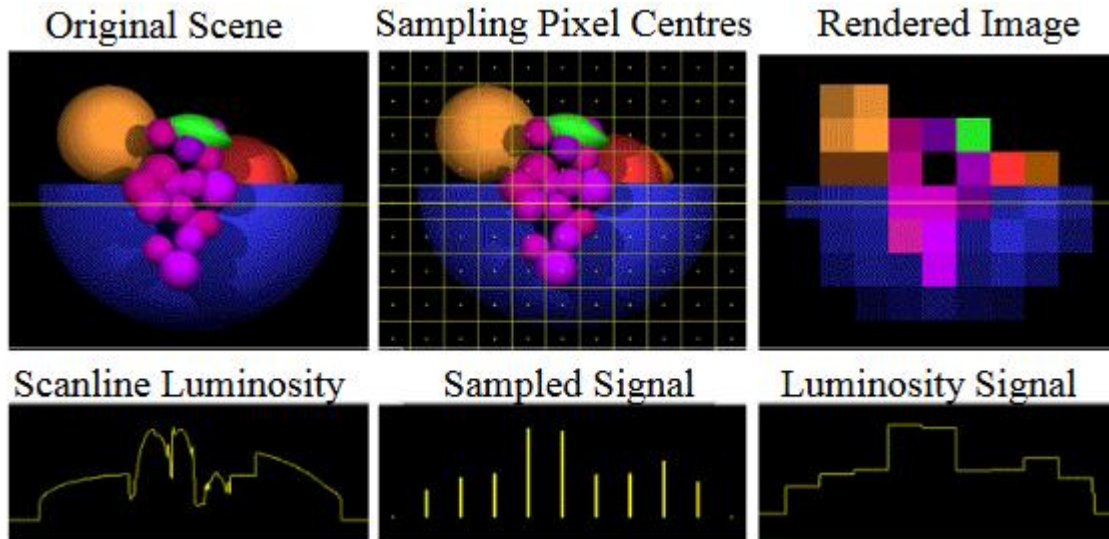 Original Scene
Sampling Pixel Centres
Rendered Image
Scanline Luminosity
Sampled Signal
Luminosity Signal